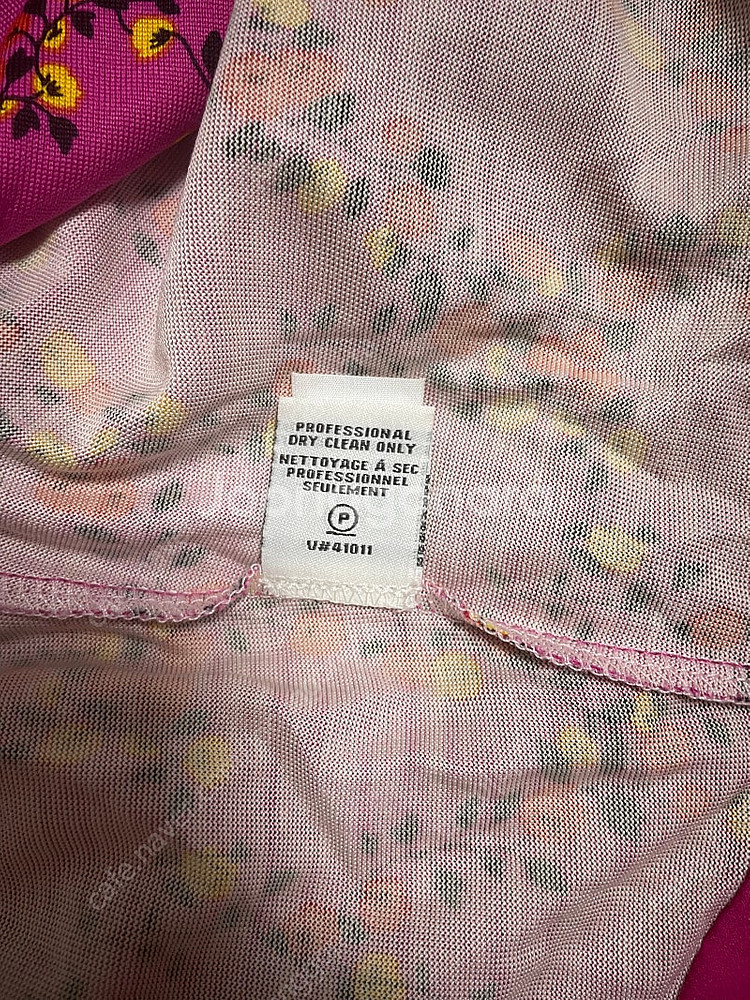 PROFESSIONAL
DRY CLEAN ONLY
NETTOYAGE À SEC
PROFESSIONNEL
SEULEMENT
P
V#41011